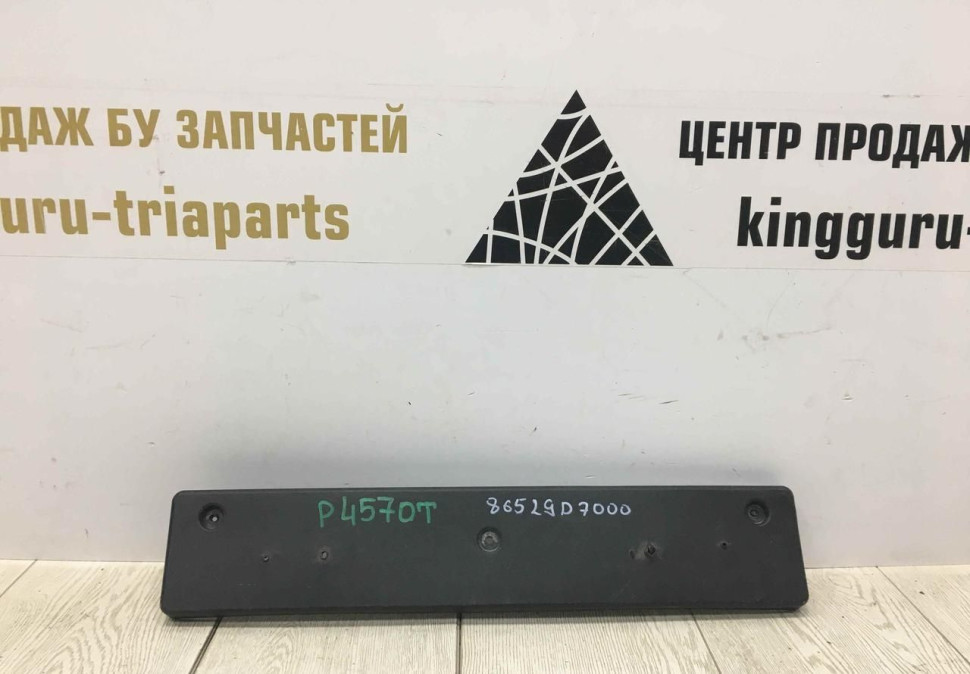 ДАЖ БУ ЗАПЧАСТЕЙ
uru-triaparts
ЦЕНТР ПРОДАЖ
kingguru-
P4570T
86529D7000